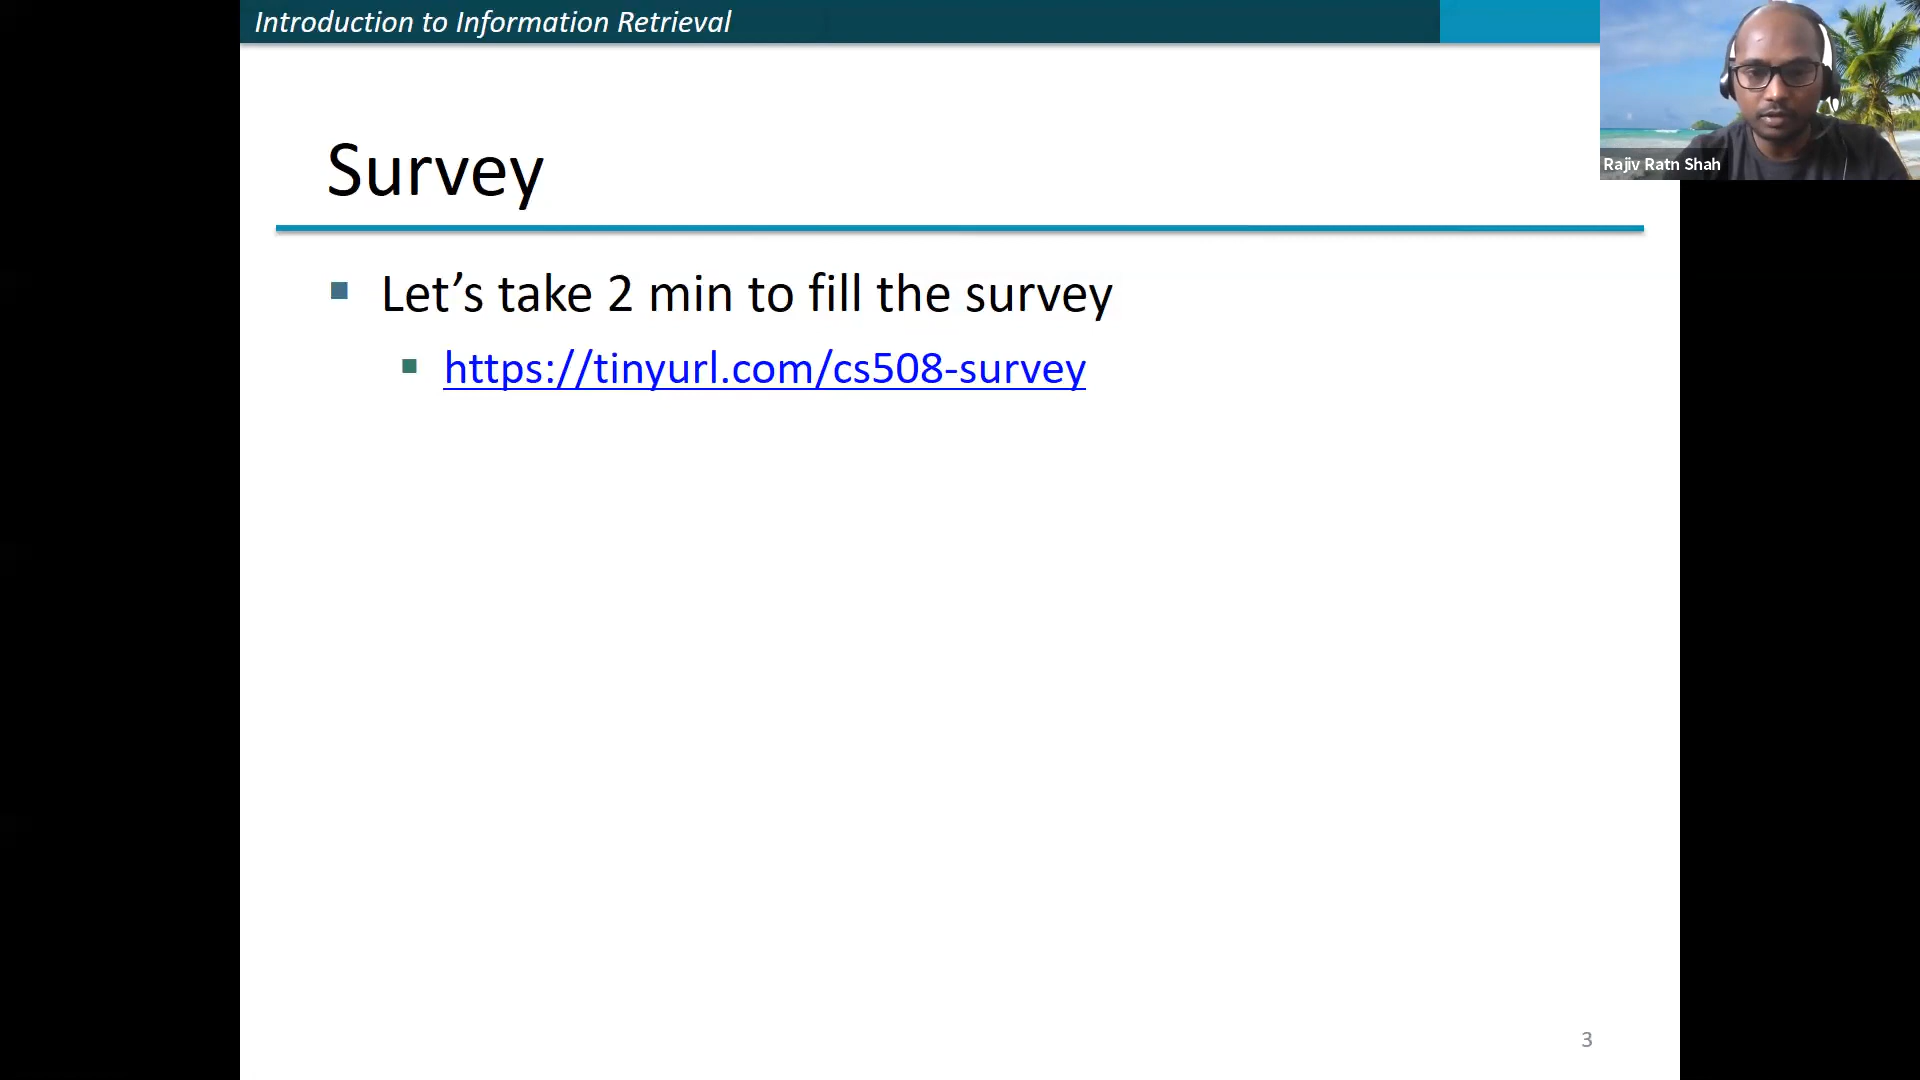 Introduction to Information Retrieval
Rajiv Ratn Shah
Survey
Let’s take 2 min to fill the survey
https://tinyurl.com/cs508-survey
3